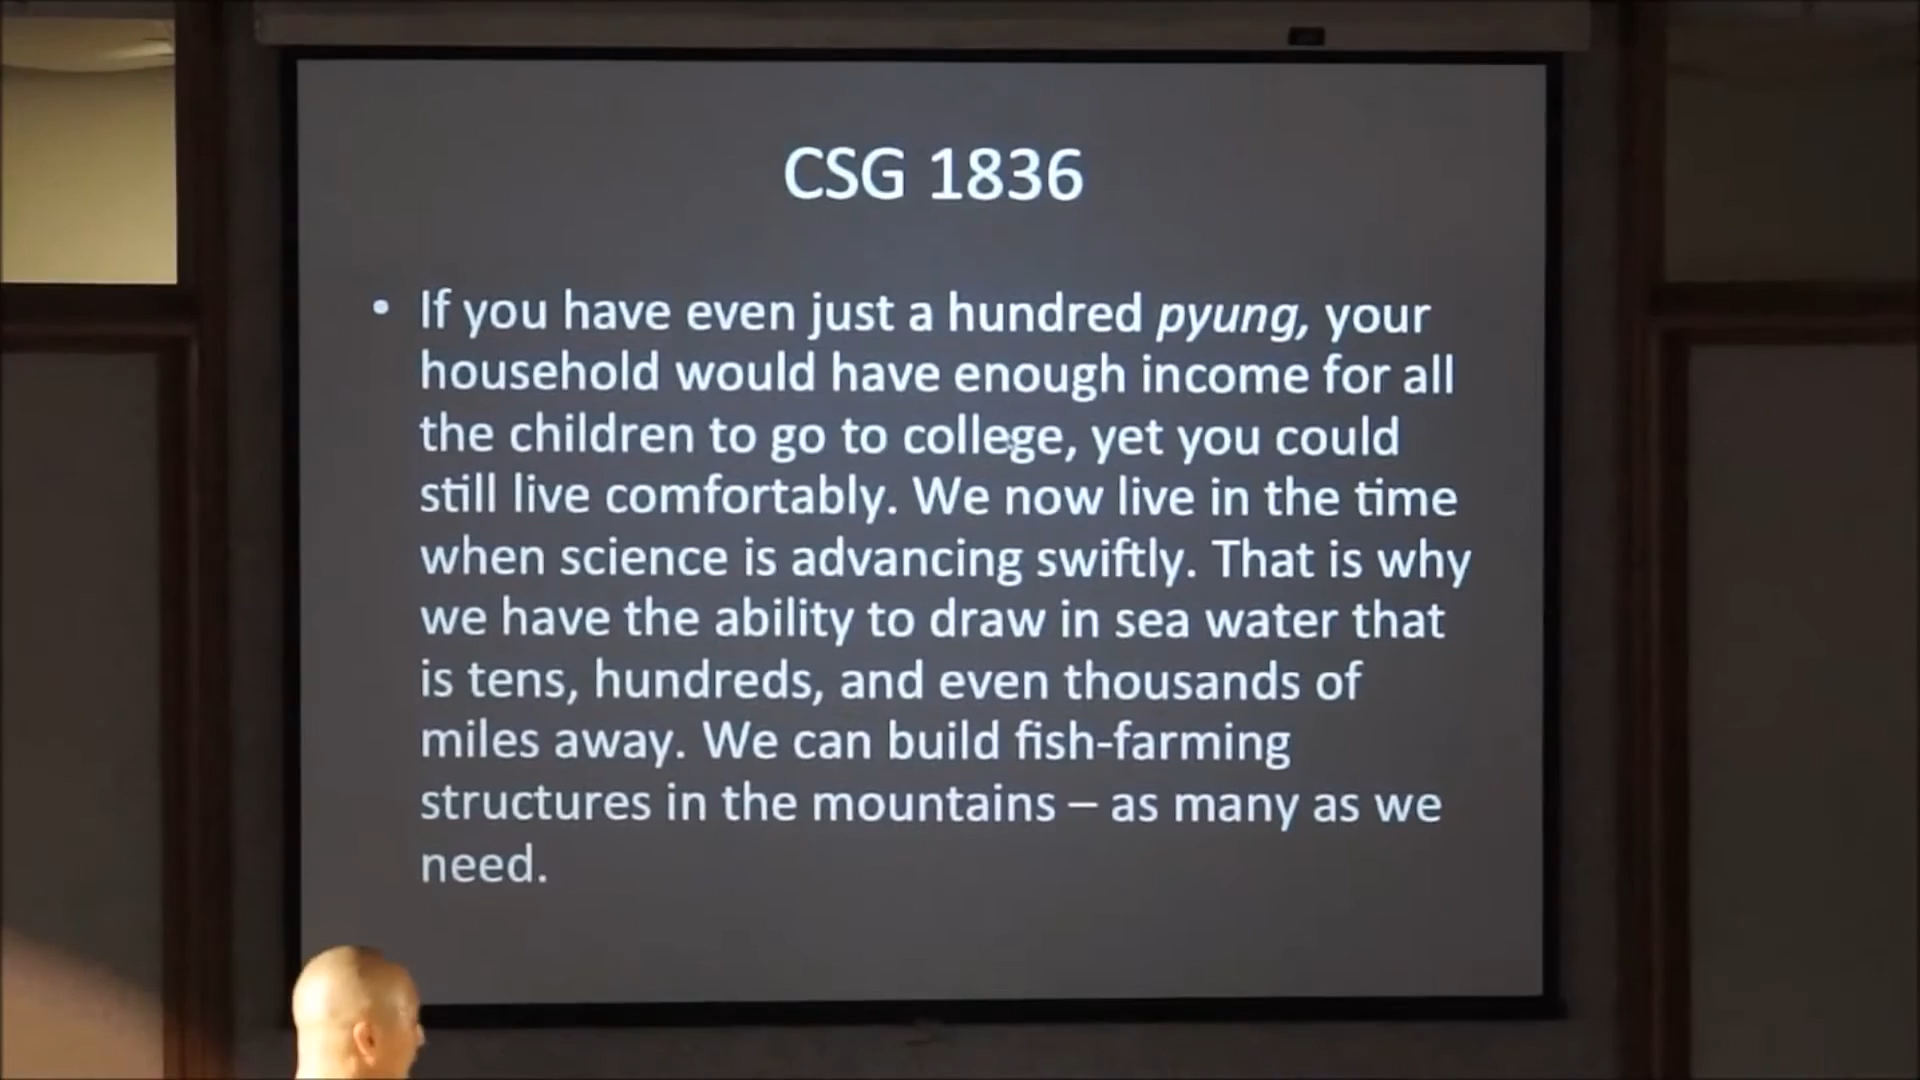 CSG 1836
• If you have even just a hundred pyung, your
household would have enough income for all
the children to go to college, yet you could
still live comfortably. We now live in the time
when science is advancing swiftly. That is why
we have the ability to draw in sea water that
is tens, hundreds, and even thousands of
miles away. We can build fish-farming
structures in the mountains – as many as we
need.